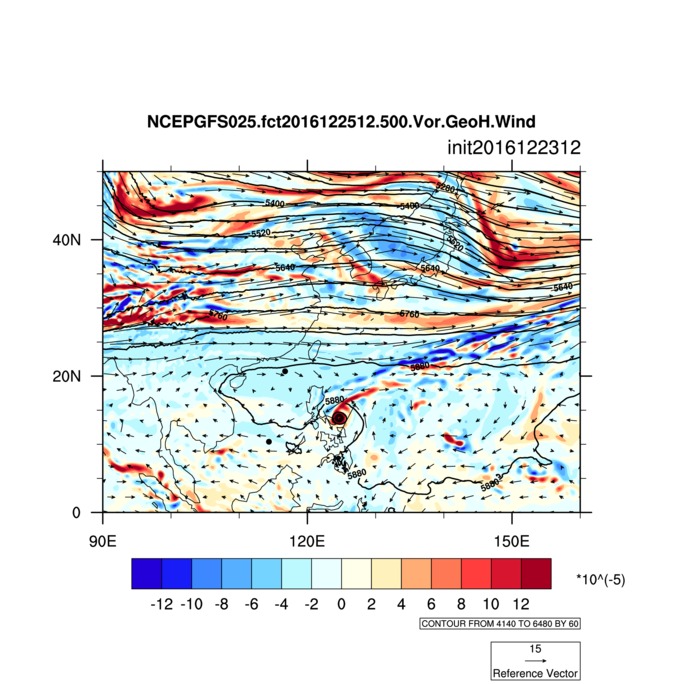 NCEPGFS025.fct2016122512.500.Vor.GeoH.Wind
init2016122312
5280
5400
5400
5520
5520
40N
5640
5640
5640
5760
5760
5880
20N
5880
5880
5880
0
90E 120E 150E
-12 -10 -8 -6 -4 -2 0 2 4 6 8 10 12
*10^(-5)
CONTOUR FROM 4140 TO 6480 BY 60
15
Reference Vector